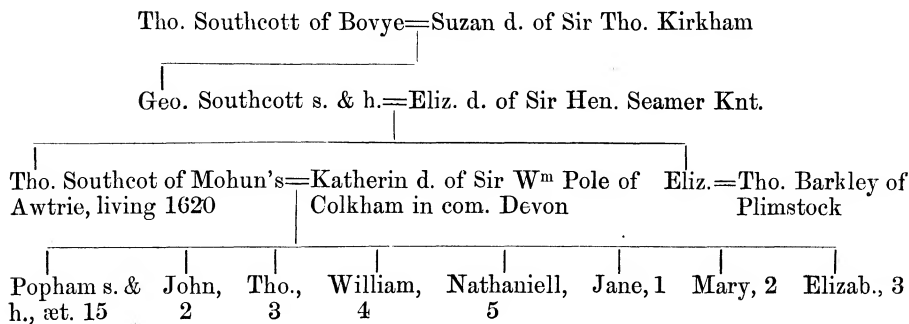 Tho. Southcott of Bovye=Suzan d. of Sir Tho. Kirkham
Geo. Southcott s. & h.=Eliz. d. of Sir Hen. Seamer Knt.
Tho. Southcot of Mohun's=Katherin d. of Sir Wm Pole of Eliz.=Tho. Barkley of
Awtrie, living 1620 Colkham in com. Devon Plimstock
Popham s. & John, Tho., William, Nathaniell, Jane, 1 Mary, 2 Elizab., 3
h., æt. 15 2 3 4 5